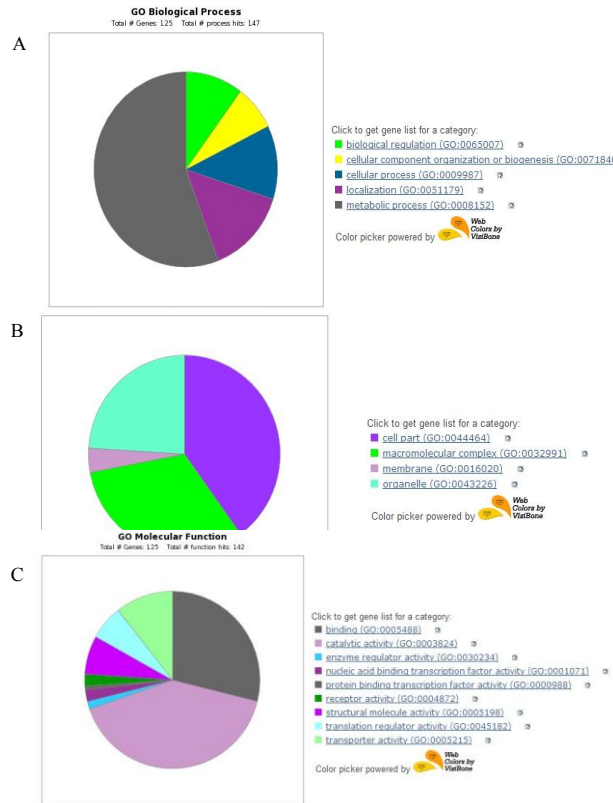 GO Biological Process
Total # Genes: 125 Total # process hits: 147
A
Click to get gene list for a category:
biological regulation (GO:0065007)
cellular component organization or biogenesis (GO:0071840
cellular process (GO:0009987)
localization (GO:0051179)
metabolic process (GO:0008152)
Color picker powered by
Web
Colors by
VisiBone
B
Click to get gene list for a category:
cell part (GO:0044464)
macromolecular complex (GO:0032991)
membrane (GO:0016020)
organelle (GO:0043226)
Color picker powered by
Web
Colors by
VisiBone
GO Molecular Function
Total # Genes: 125 Total # function hits: 142
C
Click to get gene list for a category:
binding (GO:0005488)
catalytic activity (GO:0003824)
enzyme regulator activity (GO:0030234)
nucleic acid binding transcription factor activity (GO:0001071)
protein binding transcription factor activity (GO:0000988)
receptor activity (GO:0004872)
structural molecule activity (GO:0005198)
translation regulator activity (GO:0045182)
transporter activity (GO:0005215)
Color picker powered by
Web
Colors by
VisiBone